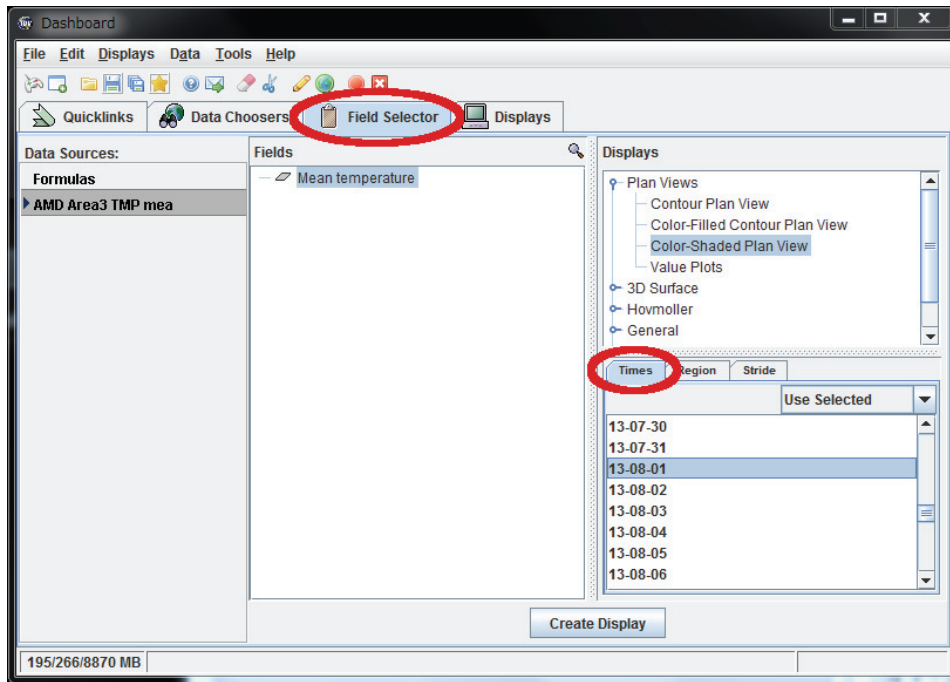 Dashboard
File Edit Displays Data Tools Help
Quicklinks Data Choosers Field Selector Displays
Data Sources:
Formulas
AMD Area3 TMP mea
Fields
Mean temperature
Displays
Plan Views
Contour Plan View
Color-Filled Contour Plan View
Color-Shaded Plan View
Value Plots
3D Surface
Hovmoller
General
Times Region Stride
Use Selected
13-07-30
13-07-31
13-08-01
13-08-02
13-08-03
13-08-04
13-08-05
13-08-06
Create Display
195/266/8870 MB